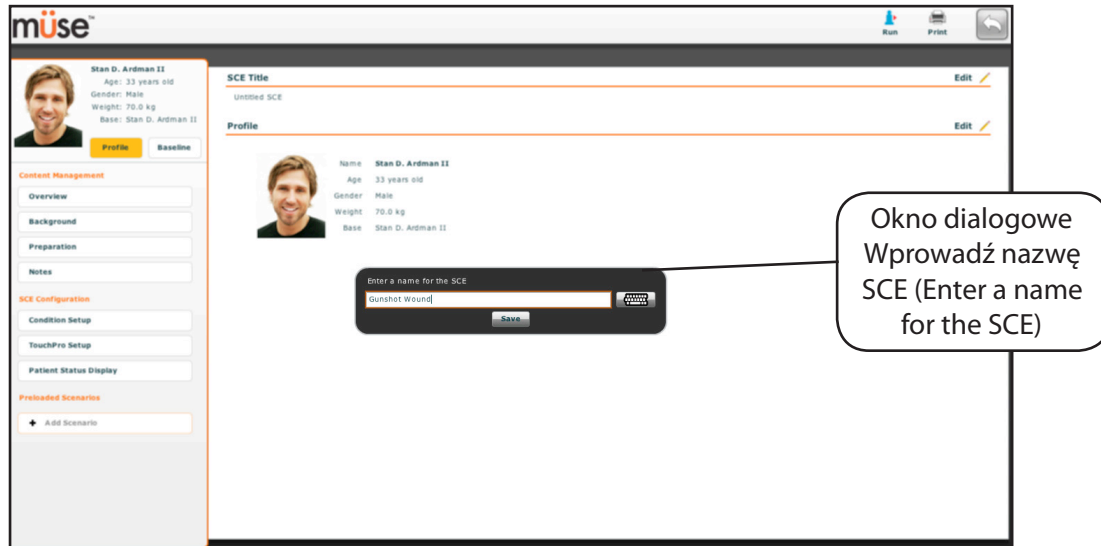 müse™
Run
Print
Stan D. Ardman II
Age: 33 years old
Gender: Male
Weight: 70.0 kg
Base: Stan D. Ardman II
Profile
Baseline
Content Management
Overview
Background
Preparation
Notes
SCE Configuration
Condition Setup
TouchPro Setup
Patient Status Display
Preloaded Scenarios
+ Add Scenario
SCE Title
Edit
Untitled SCE
Profile
Edit
Name Stan D. Ardman II
Age 33 years old
Gender Male
Weight 70.0 kg
Base Stan D. Ardman II
Enter a name for the SCE
Gunshot Wound
Save
Okno dialogowe
Wprowadź nazwę
SCE (Enter a name
for the SCE)